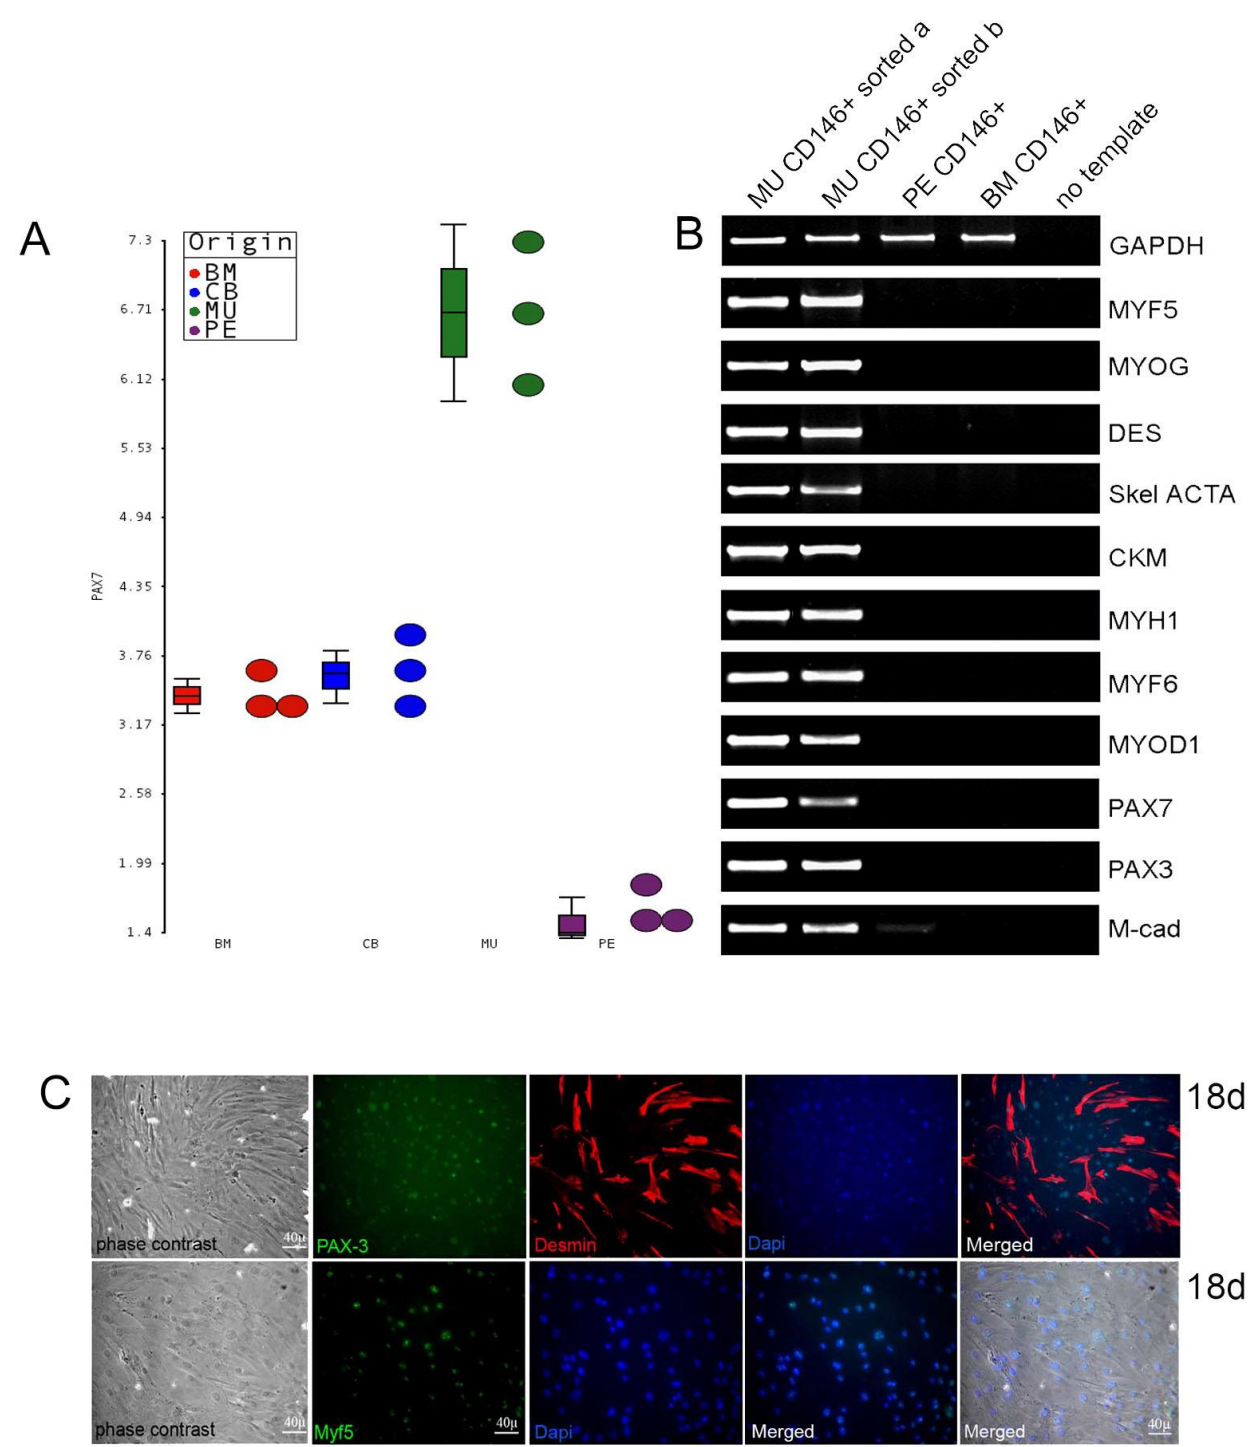 MU CD146+ sorted a
MU CD146+ sorted b
PE CD146+
BM CD146+
no template
A
7.3
6.71
6.12
5.53
4.94
4.35
3.76
3.17
2.58
1.99
1.4
PAX7
Origin
BM
CB
MU
PE
BM
CB
MU
PE
B
GAPDH
MYF5
MYOG
DES
Skel ACTA
CKM
MYH1
MYF6
MYOD1
PAX7
PAX3
M-cad
C
phase contrast
40µ
PAX-3
Desmin
Dapi
Merged
18d
phase contrast
40µ
Myf5
40µ
Dapi
Merged
Merged
40µ
18d